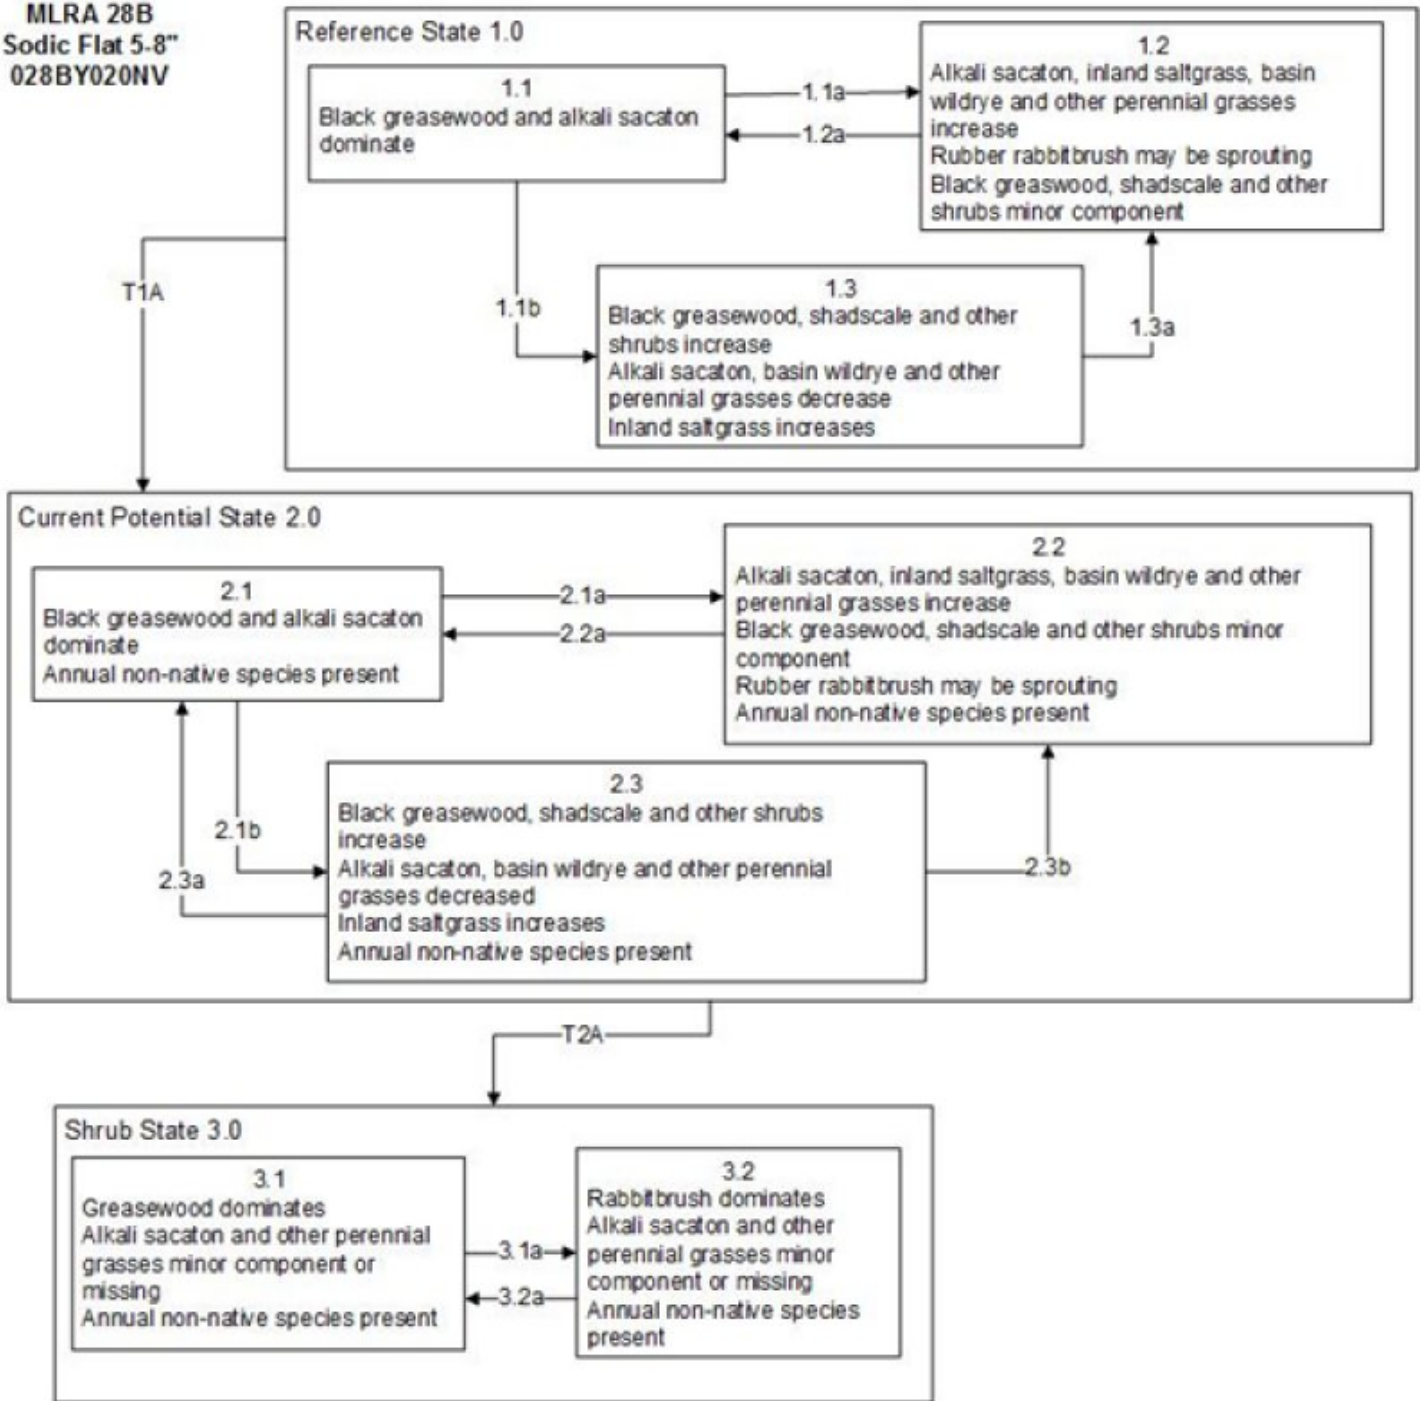 MLRA 28B
Sodic Flat 5-8"
028BY020NV
Reference State 1.0
1.1
Black greasewood and alkali sacaton
dominate
1.1a
1.2a
1.2
Alkali sacaton, inland saltgrass, basin
wildrye and other perennial grasses
increase
Rubber rabbitbrush may be sprouting
Black greaswood, shadscale and other
shrubs minor component
T1A
1.1b
1.3
Black greasewood, shadscale and other
shrubs increase
Alkali sacaton, basin wildrye and other
perennial grasses decrease
Inland saltgrass increases
1.3a
Current Potential State 2.0
2.1
Black greasewood and alkali sacaton
dominate
Annual non-native species present
2.1a
2.2a
2.2
Alkali sacaton, inland saltgrass, basin wildrye and other
perennial grasses increase
Black greasewood, shadscale and other shrubs minor
component
Rubber rabbitbrush may be sprouting
Annual non-native species present
2.1b
2.3a
2.3
Black greasewood, shadscale and other shrubs
increase
Alkali sacaton, basin wildrye and other perennial
grasses decreased
Inland saltgrass increases
Annual non-native species present
2.3b
T2A
Shrub State 3.0
3.1
Greasewood dominates
Alkali sacaton and other perennial
grasses minor component or
missing
Annual non-native species present
3.1a
3.2a
3.2
Rabbitbrush dominates
Alkali sacaton and other
perennial grasses minor
component or missing
Annual non-native species
present